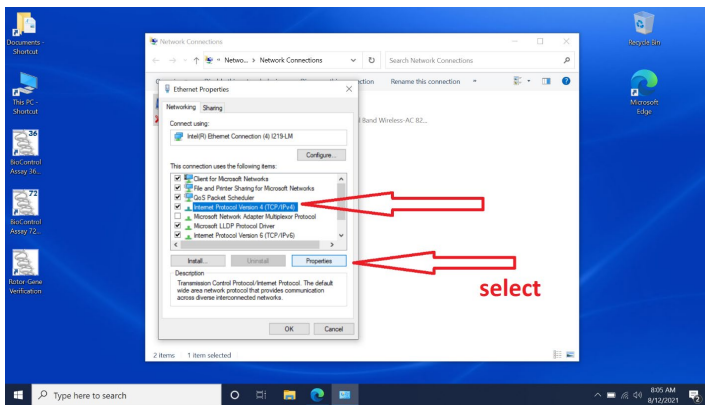 Documents -
Shortcut
This PC -
Shortcut
36
BioControl
Assay 36...
72
BioControl
Assay 72...
Rotor-Gene
Verification
Network Connections
« Netwo... > Network Connections
Search Network Connections
Rename this connection »
Ethernet Properties
Networking Sharing
Connect using:
Intel(R) Ethernet Connection (4) I219-LM
Configure...
This connection uses the following items:
Client for Microsoft Networks
File and Printer Sharing for Microsoft Networks
QoS Packet Scheduler
Internet Protocol Version 4 (TCP/IPv4)
Microsoft Network Adapter Multiplexor Protocol
Microsoft LLDP Protocol Driver
Internet Protocol Version 6 (TCP/IPv6)
Install... Uninstall Properties
Description
Transmission Control Protocol/Internet Protocol. The default
wide area network protocol that provides communication
across diverse interconnected networks.
OK Cancel
Band Wireless-AC 82...
select
2 items 1 item selected
Recycle Bin
Microsoft
Edge
Type here to search
8:05 AM
8/12/2021
2